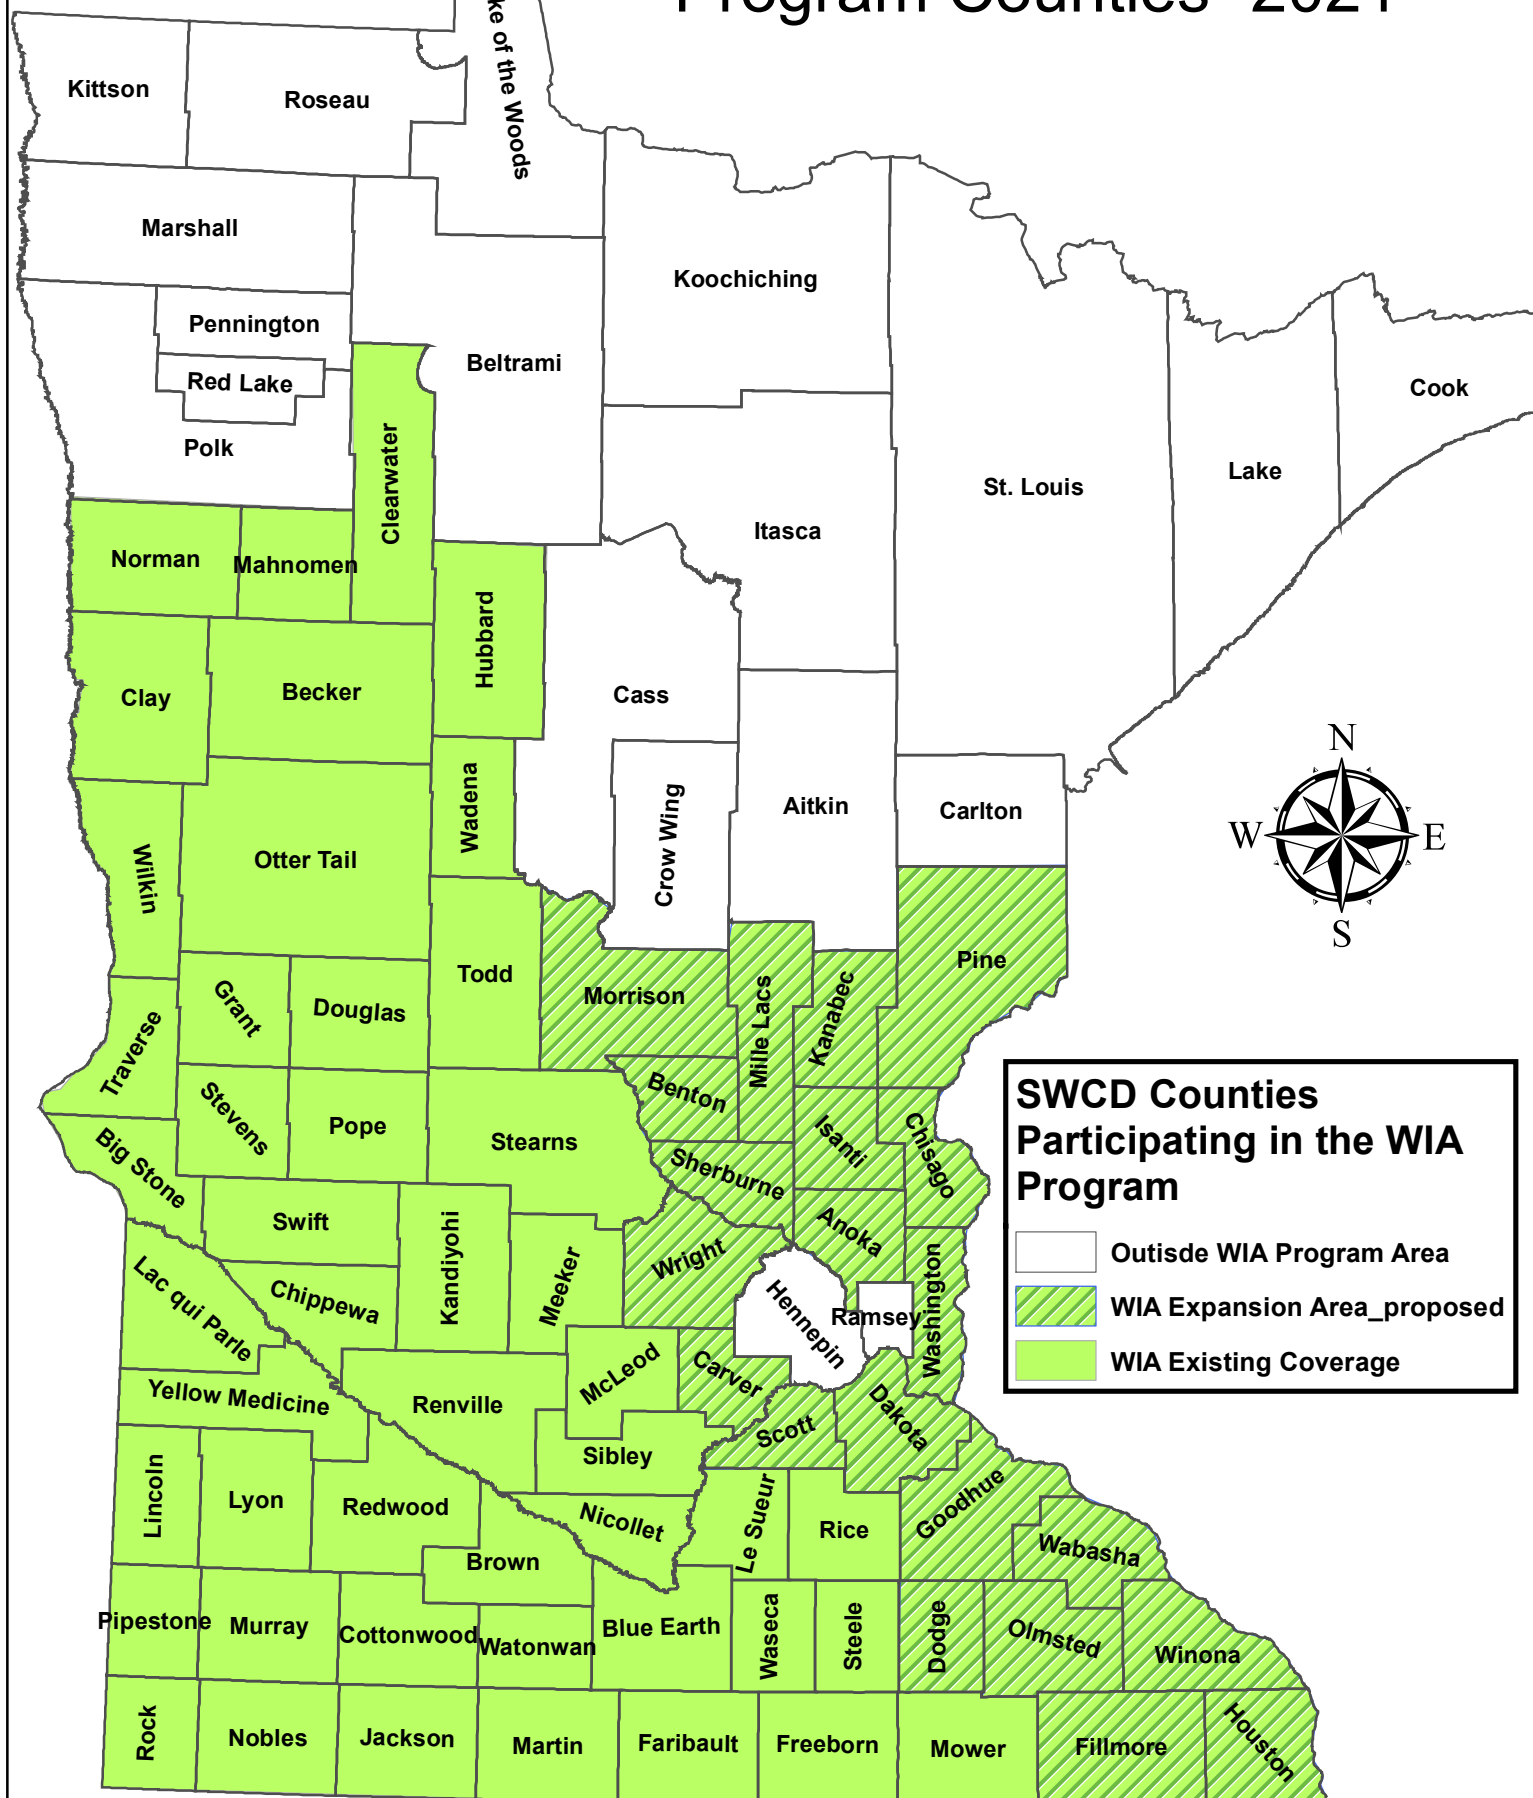 Program Counties 2021
ke of the Woods
Kittson
Roseau
Marshall
Koochiching
Pennington
Beltrami
Red Lake
Cook
Polk
Clearwater
Lake
St. Louis
Itasca
Norman
Mahnomen
Hubbard
Clay
Becker
Cass
N
Wadena
Aitkin
Carlton
Crow Wing
W
E
Otter Tail
Wilkin
S
Todd
Pine
Morrison
Grant
Douglas
Mille Lacs
Kanabec
Traverse
Benton
Stevens
Pope
Stearns
Isanti
Chisago
Big Stone
Sherburne
Swift
Kandiyohi
Anoka
Wright
Lac qui Parle
Chippewa
Meeker
Hennepin
Ramsey
Washington
SWCD Counties
Participating in the WIA
Program
Outisde WIA Program Area
WIA Expansion Area_proposed
WIA Existing Coverage
McLeod
Carver
Yellow Medicine
Renville
Dakota
Scott
Sibley
Lincoln
Lyon
Redwood
Nicollet
Le Sueur
Rice
Goodhue
Wabasha
Brown
Pipestone
Murray
Cottonwood
Watonwan
Blue Earth
Waseca
Steele
Dodge
Olmsted
Winona
Rock
Nobles
Jackson
Martin
Faribault
Freeborn
Mower
Fillmore
Houston